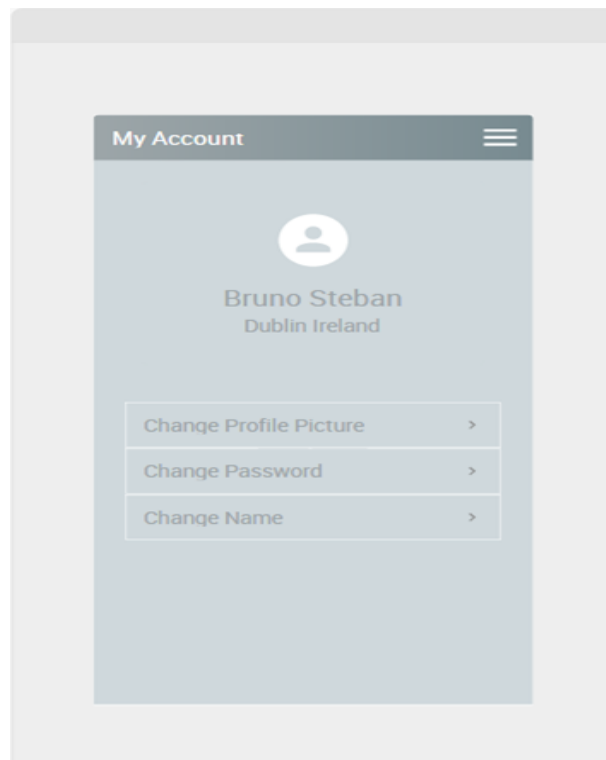 My Account
Bruno Steban
Dublin Ireland
Change Profile Picture
Change Password
Change Name